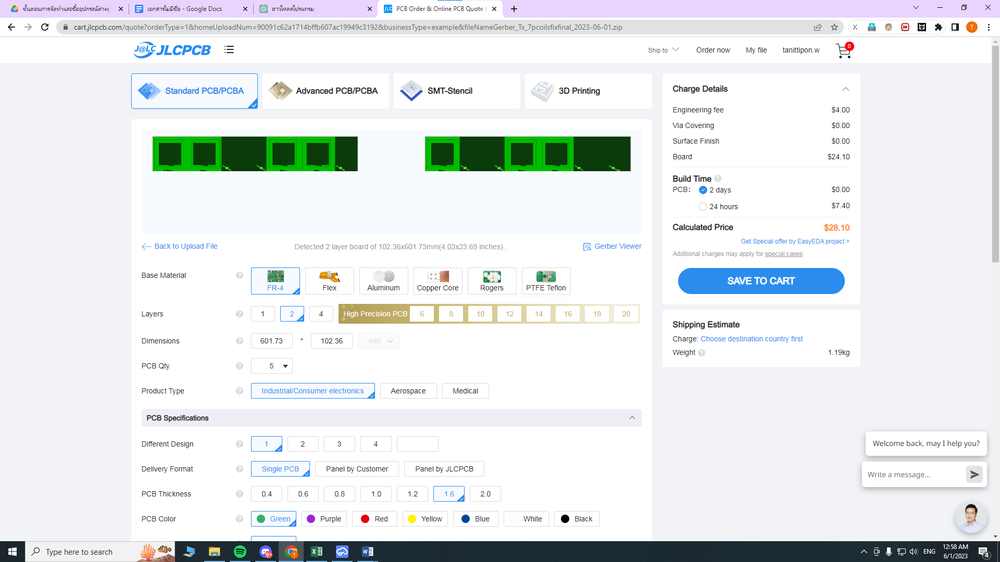 ขั้นตอนการจัดทำและซื้ออุปกรณ์ต่างๆ -
เอกสารไม่มีชื่อ - Google Docs
ดาวโหลดโปรแกรม
JLC PCB Order & Online PCB Quote &
cart.jlcpcb.com/quote?orderType=1&homeUploadNum=90091c62a1714bffb607ac19949c3192&businessType=example&fileNameGerber_Tx_7pcoilsfixfinal_2023-06-01.zip
T
J@LC JLCPCB
Ship to
Order now
My file
tanittipon.w
0
Standard PCB/PCBA
Advanced PCB/PCBA
SMT-Stencil
3D Printing
Back to Upload File
Detected 2 layer board of 102.36x601.73mm(4.03x23.69 inches) .
Gerber Viewer
Base Material ?
FR-4
Flex
Aluminum
Copper Core
Rogers
PTFE Teflon
Layers ? 1 2 4 High Precision PCB 6 8 10 12 14 16 18 20
Dimensions ? 601.73 * 102.36 mm
PCB Qty ? 5
Product Type ? Industrial/Consumer electronics Aerospace Medical
PCB Specifications
Different Design ? 1 2 3 4
Delivery Format ? Single PCB Panel by Customer Panel by JLCPCB
PCB Thickness ? 0.4 0.6 0.8 1.0 1.2 1.6 2.0
PCB Color ? Green Purple Red Yellow Blue White Black
Charge Details
Engineering fee $4.00
Via Covering $0.00
Surface Finish $0.00
Board $24.10
Build Time ?
PCB: 2 days $0.00
24 hours $7.40
Calculated Price $28.10
Get Special offer by EasyEDA project >
Additional charges may apply for special cases
SAVE TO CART
Shipping Estimate
Charge: Choose destination country first
Weight ? 1.19kg
Welcome back, may I help you?
Write a message...
Type here to search
9+
T
ENG
12:58 AM
6/1/2023
4